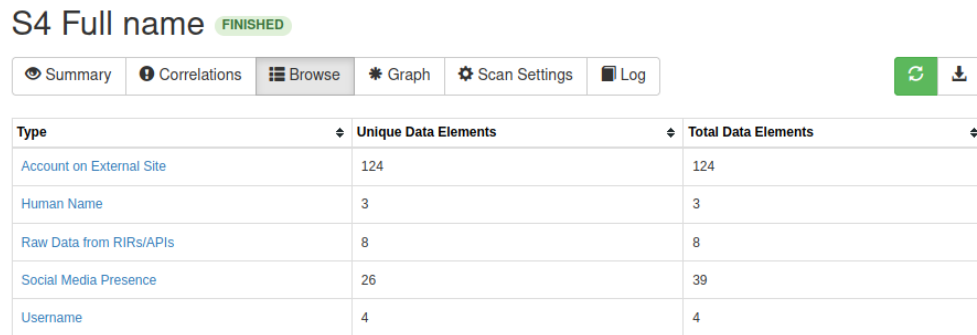 S4 Full name FINISHED
Summary Correlations Browse Graph Scan Settings Log
Type Unique Data Elements Total Data Elements
Account on External Site 124 124
Human Name 3 3
Raw Data from RIRs/APIs 8 8
Social Media Presence 26 39
Username 4 4